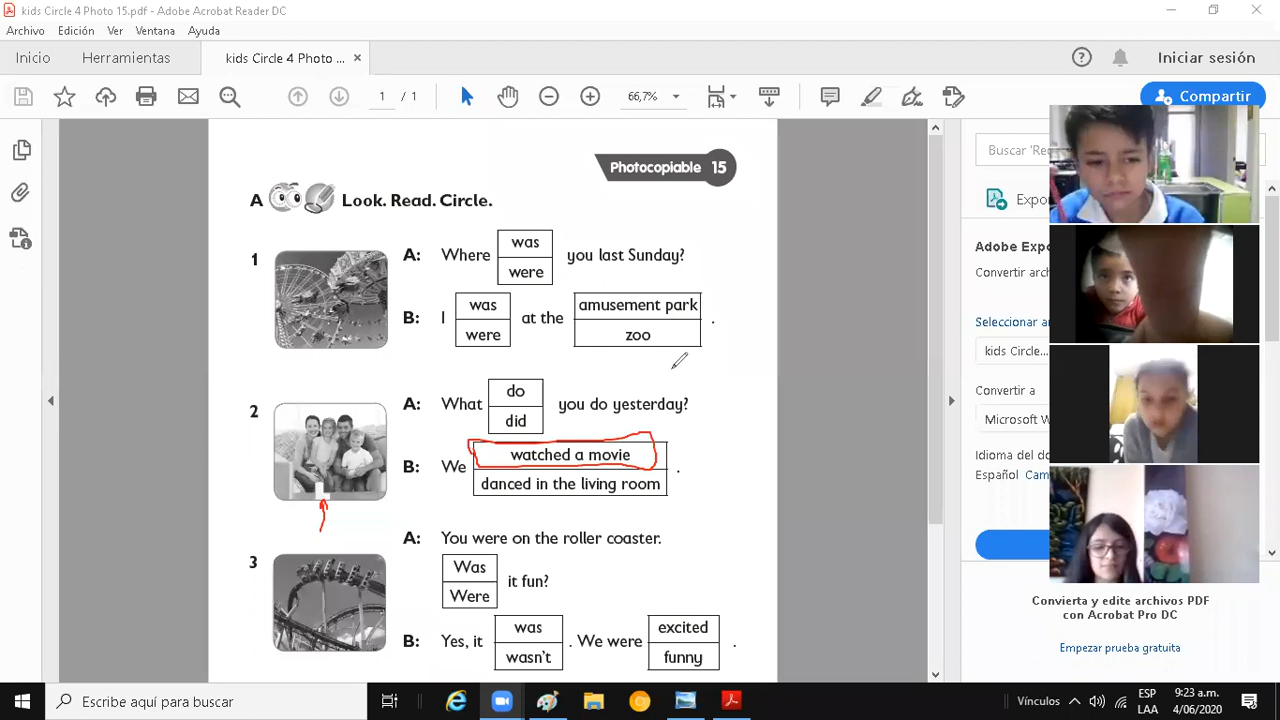 kids Circle 4 Photo 15.pdf - Adobe Acrobat Reader DC
Archivo Edición Ver Ventana Ayuda
Inicio Herramientas kids Circle 4 Photo ... × Iniciar sesión
1 / 1 66,7% Compartir
Photocopiable 15
A Look. Read. Circle.
1 A: Where was
were you last Sunday?
B: I was
were at the amusement park
zoo .
2 A: What do
did you do yesterday?
B: We watched a movie
danced in the living room .
3 A: You were on the roller coaster.
Was
Were it fun?
B: Yes, it was
wasn't . We were excited
funny .
Buscar 'Rec
Expo
Adobe Expo
Convertir arch
Seleccionar ar
kids Circle...
Convertir a
Microsoft W
Idioma del do
Español Cam
Convierta y edite archivos PDF
con Acrobat Pro DC
Empezar prueba gratuita
Escribe aquí para buscar
Vínculos ESP 9:23 a.m.
LAA 4/06/2020